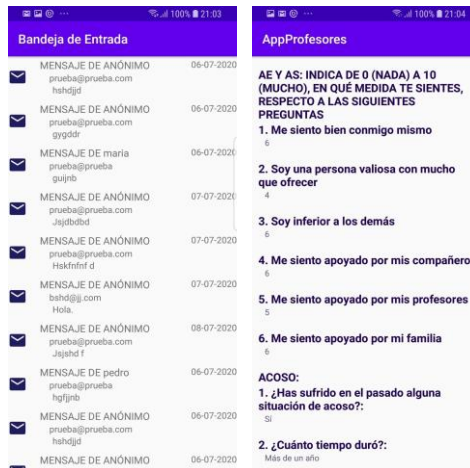 100% 21:03
Bandeja de Entrada
MENSAJE DE ANÓNIMO 06-07-2020
prueba@prueba.com
hshdjjd
MENSAJE DE ANÓNIMO 06-07-2020
prueba@prueba.com
gygddr
MENSAJE DE maria 06-07-2020
prueba@prueba
guijnb
MENSAJE DE ANÓNIMO 07-07-2020
prueba@prueba.com
Jsjdbdbd
MENSAJE DE ANÓNIMO 07-07-2020
prueba@prueba.com
Hskfnfnf d
MENSAJE DE ANÓNIMO 07-07-2020
bshd@jj.com
Hola.
MENSAJE DE ANÓNIMO 08-07-2020
prueba@prueba.com
Jsjshd f
MENSAJE DE pedro 06-07-2020
prueba@prueba
hgfjjnb
MENSAJE DE ANÓNIMO 06-07-2020
prueba@prueba.com
hshdjjd
MENSAJE DE ANÓNIMO 06-07-2020
100% 21:04
AppProfesores
AE Y AS: INDICA DE 0 (NADA) A 10
(MUCHO), EN QUÉ MEDIDA TE SIENTES,
RESPECTO A LAS SIGUIENTES
PREGUNTAS
1. Me siento bien conmigo mismo
6
2. Soy una persona valiosa con mucho
que ofrecer
4
3. Soy inferior a los demás
6
4. Me siento apoyado por mis compañero
6
5. Me siento apoyado por mis profesores
5
6. Me siento apoyado por mi familia
6
ACOSO:
1. ¿Has sufrido en el pasado alguna
situación de acoso?:
Sí
2. ¿Cuánto tiempo duró?:
Más de un año